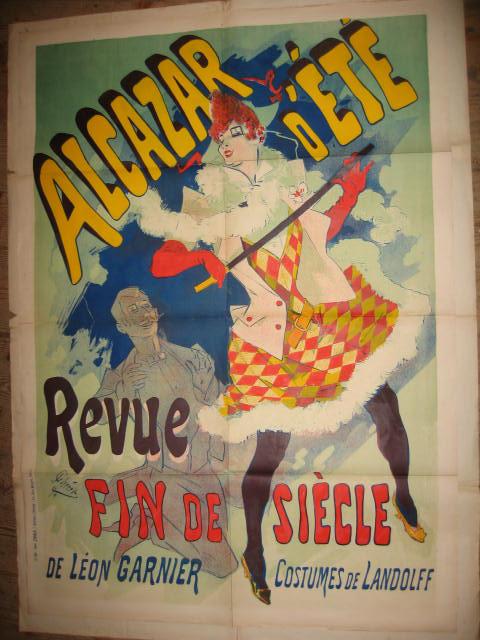 ALCAZAR D'ÉTÉ
Revue
FIN DE SIÈCLE
DE LÉON GARNIER COSTUMES DE LANDOLFF